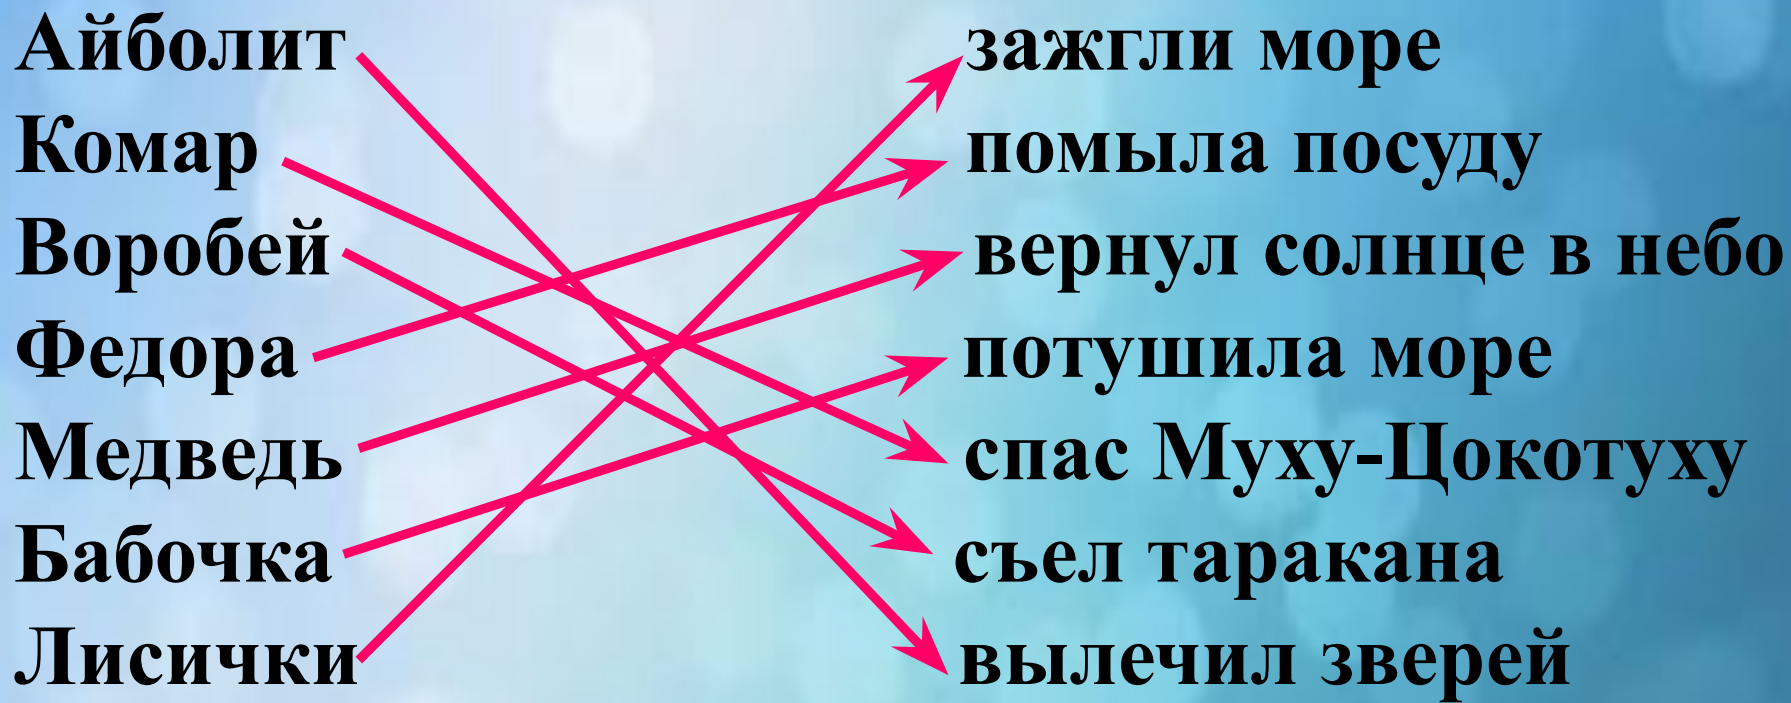 Айболит зажгли море
Комар помыла посуду
Воробей вернул солнце в небо
Федора потушила море
Медведь спас Муху-Цокотуху
Бабочка съел таракана
Лисички вылечил зверей